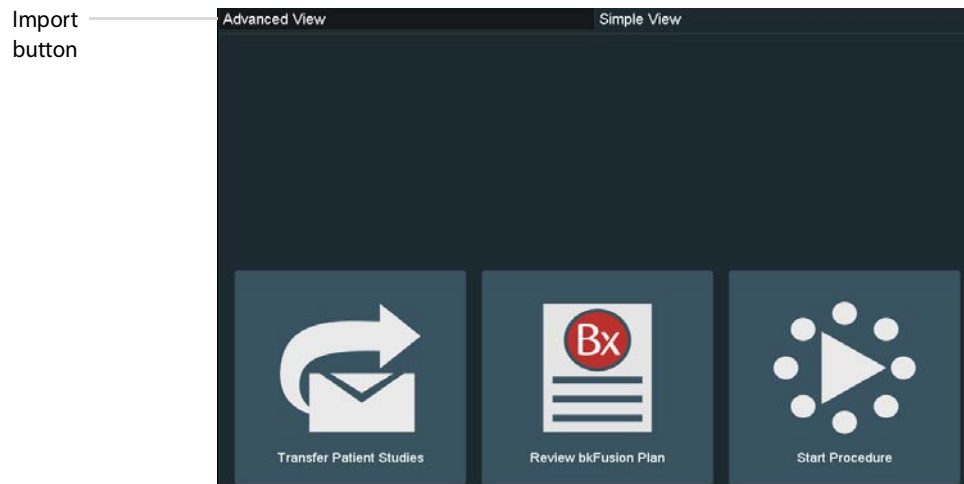 Import
button
Advanced View
Simple View
Bx
Transfer Patient Studies
Review bkFusion Plan
Start Procedure